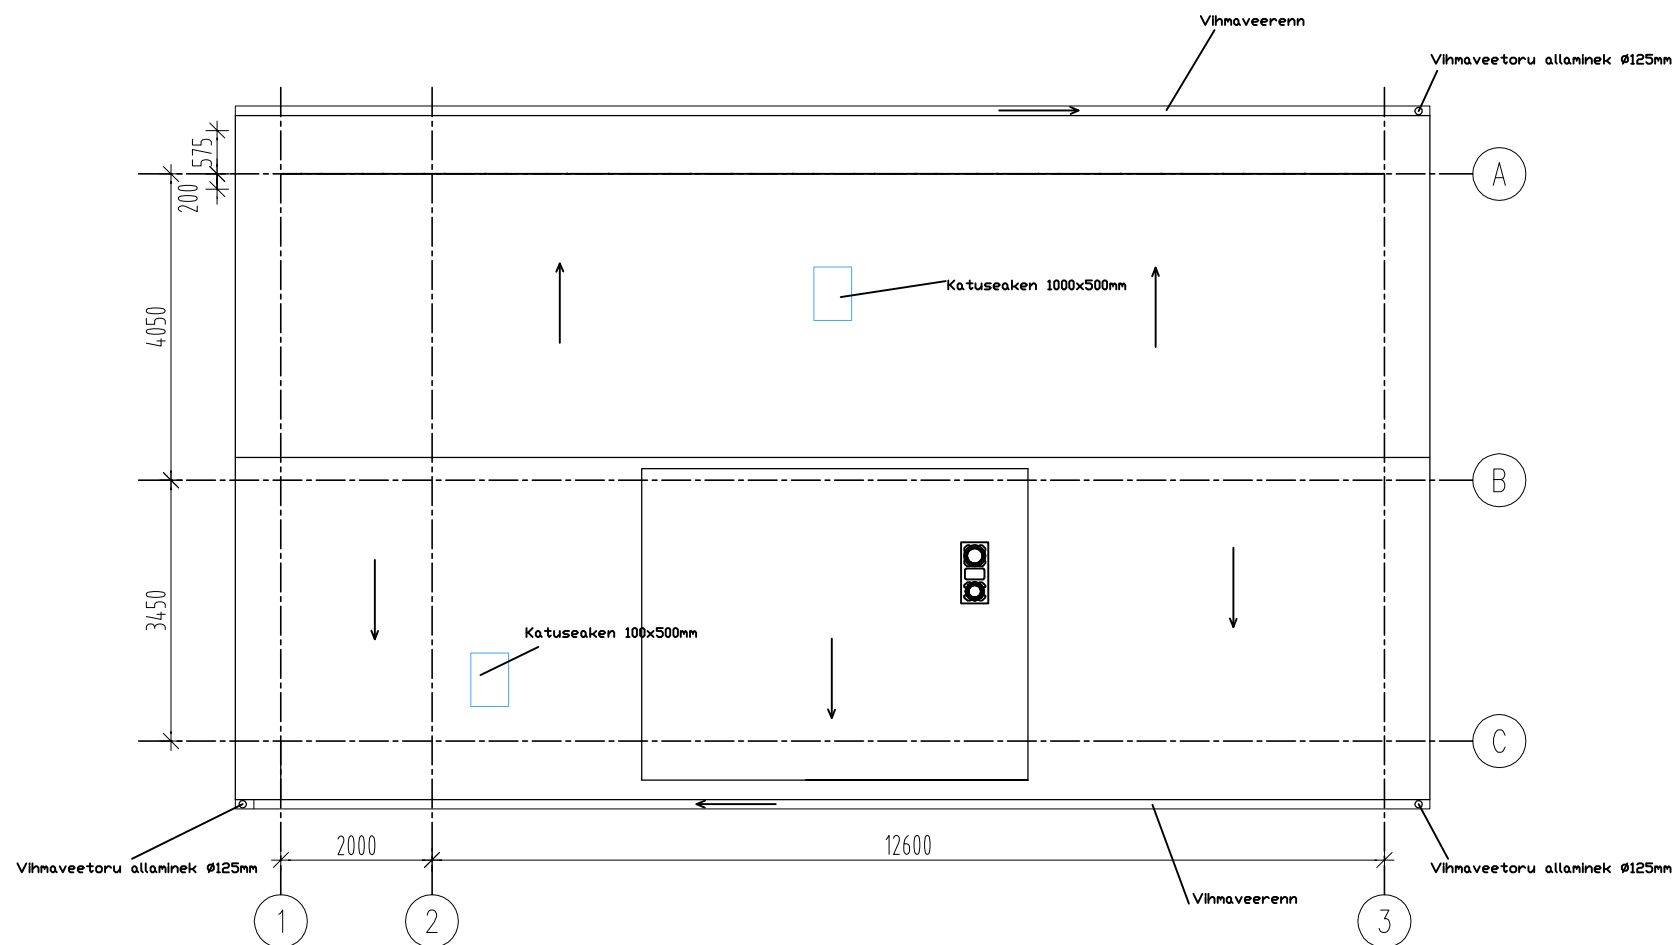 Vihmaveerenn
Vihmaveetoru allaminek Ø125mm
575
200
A
4050
Katuseaken 1000x500mm
B
3450
Katuseaken 100x500mm
C
2000
12600
Vihmaveetoru allaminek Ø125mm
Vihmaveetoru allaminek Ø125mm
Vihmaveerenn
1
2
3